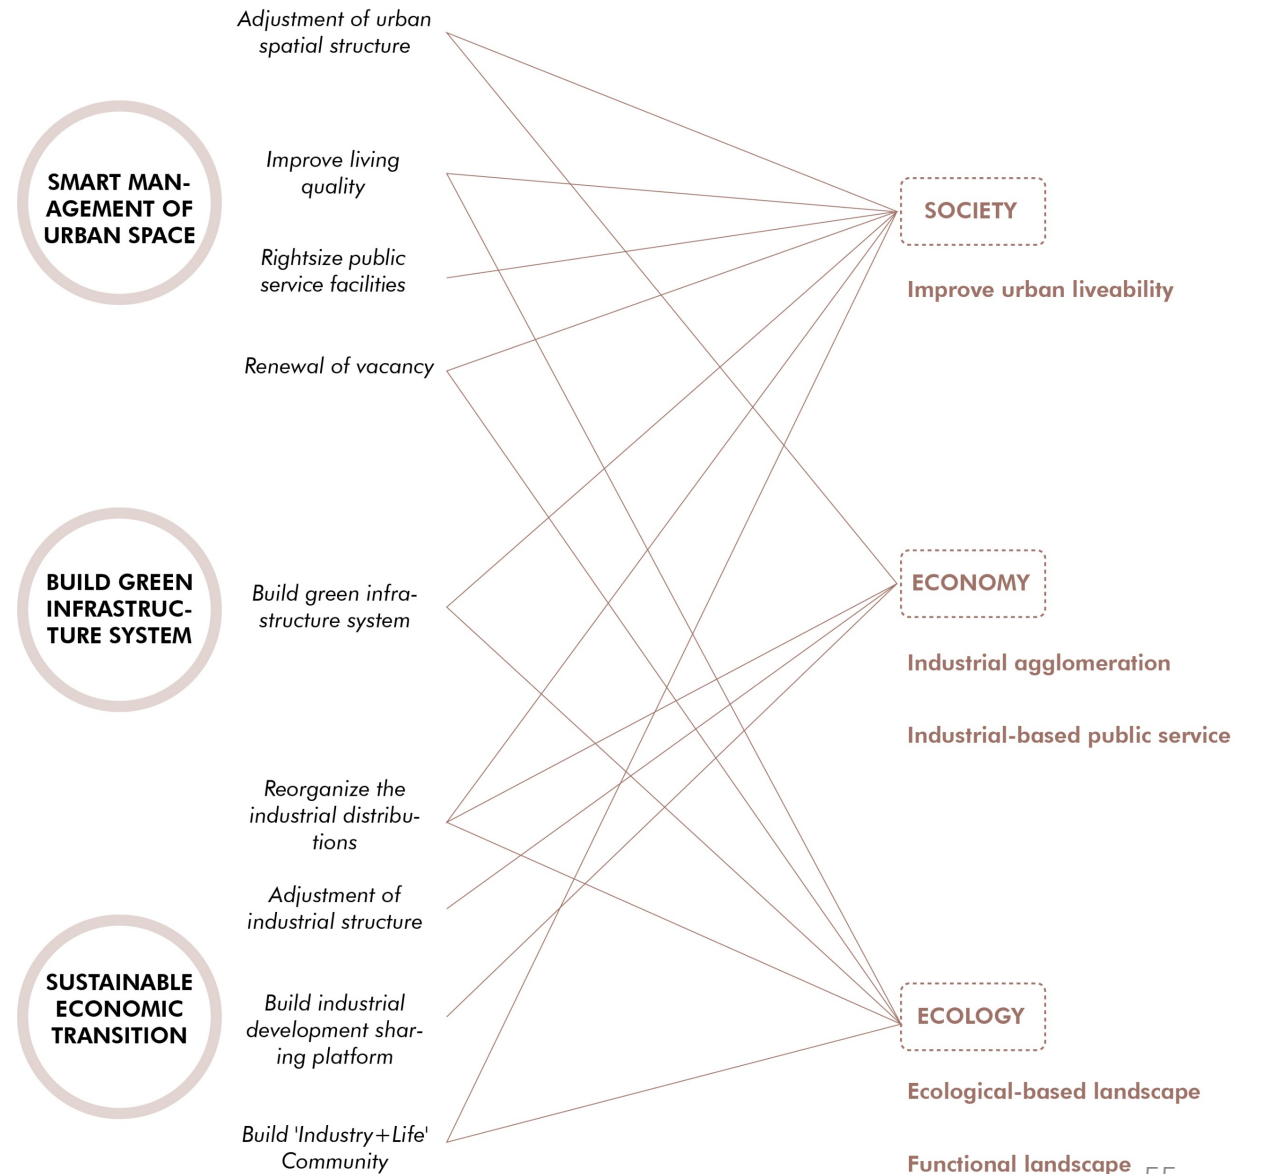 Adjustment of urban
spatial structure
SMART MAN-
AGEMENT OF
URBAN SPACE
Improve living
quality
Rightsize public
service facilities
Renewal of vacancy
BUILD GREEN
INFRASTRUC-
TURE SYSTEM
Build green infra-
structure system
SUSTAINABLE
ECONOMIC
TRANSITION
Reorganize the
industrial distribu-
tions
Adjustment of
industrial structure
Build industrial
development shar-
ing platform
Build 'Industry+Life'
Community
SOCIETY
Improve urban liveability
ECONOMY
Industrial agglomeration
Industrial-based public service
ECOLOGY
Ecological-based landscape
Functional landscape